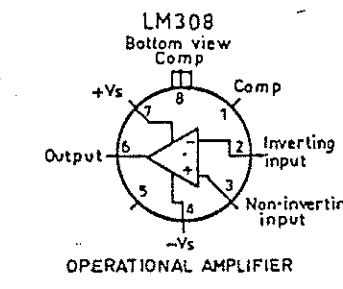 LM308
Bottom view
Comp
+Vs
8
Comp
7
1
Output
6
-
2
Inverting
input
+
5
3
Non-invertin
input
4
-Vs
OPERATIONAL AMPLIFIER